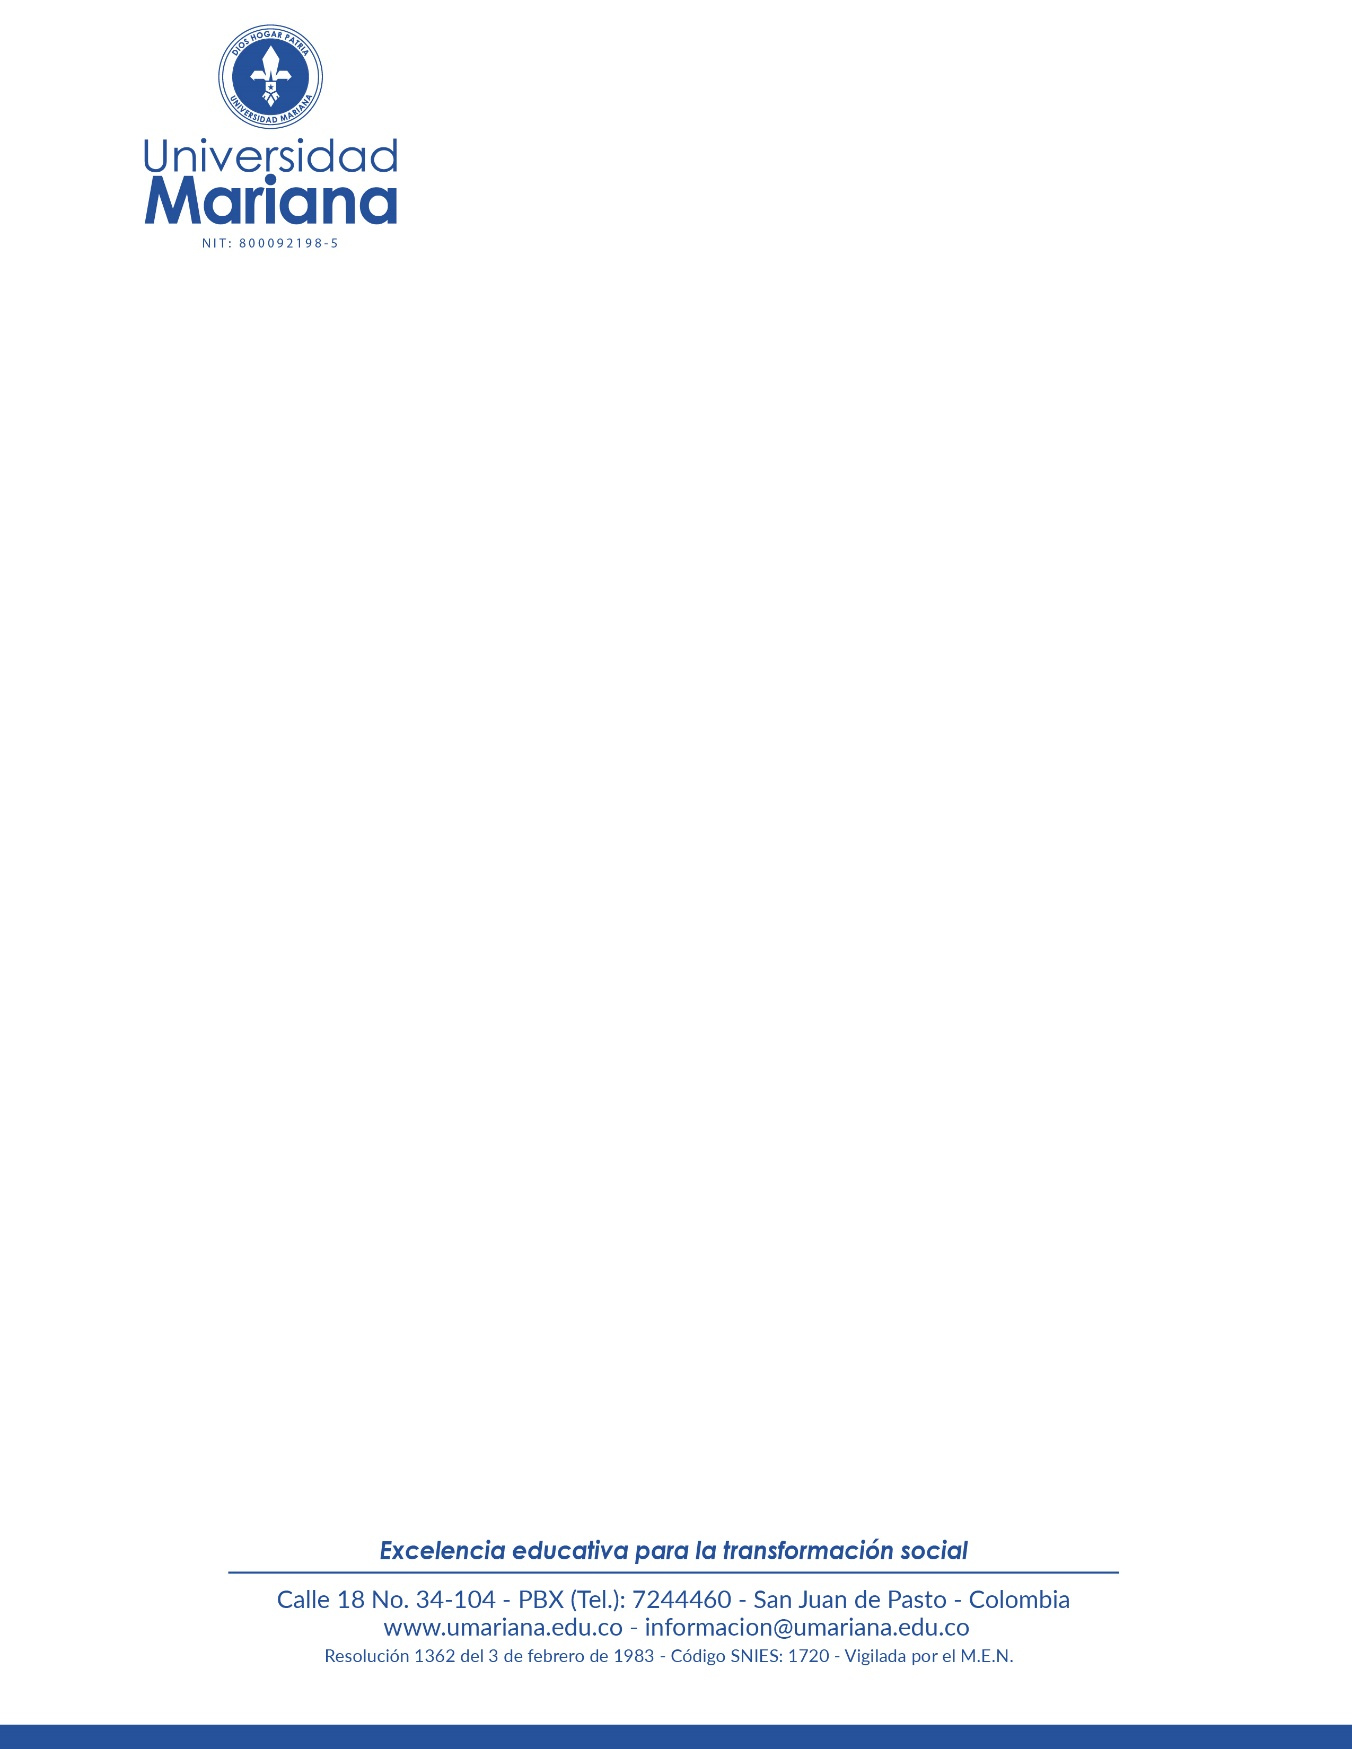 DIOS HOGAR PATRIA
UNIVERSIDAD MARIANA
Universidad
Mariana
NIT: 800092198-5
Excelencia educativa para la transformación social
Calle 18 No. 34-104 - PBX (Tel.): 7244460 - San Juan de Pasto - Colombia
www.umariana.edu.co - informacion@umariana.edu.co
Resolución 1362 del 3 de febrero de 1983 - Código SNIES: 1720 - Vigilada por el M.E.N.